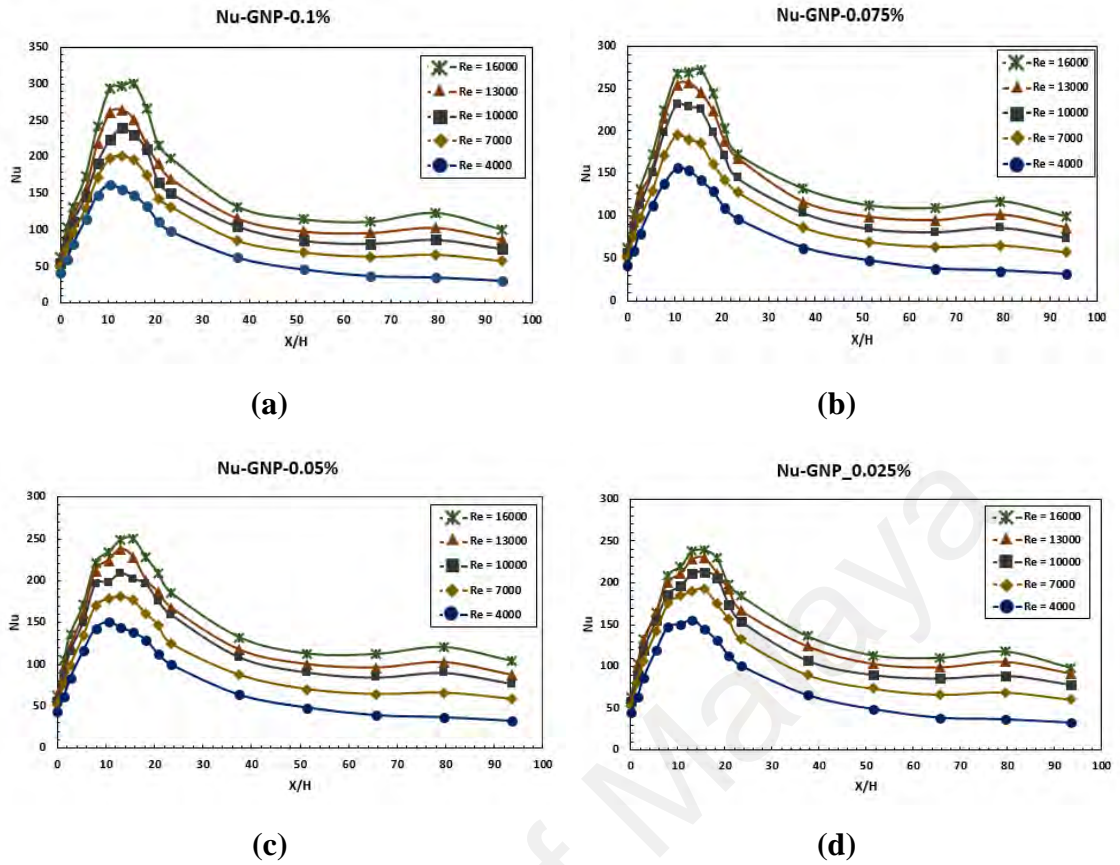 Nu-GNP-0.1%
350
300
250
200
150
100
50
0
Nu
Re = 16000
Re = 13000
Re = 10000
Re = 7000
Re = 4000
0 10 20 30 40 50 60 70 80 90 100
X/H
(a)
Nu-GNP-0.075%
300
250
200
150
100
50
0
Nu
Re = 16000
Re = 13000
Re = 10000
Re = 7000
Re = 4000
0 10 20 30 40 50 60 70 80 90 100
X/H
(b)
Nu-GNP-0.05%
300
250
200
150
100
50
0
Nu
Re = 16000
Re = 13000
Re = 10000
Re = 7000
Re = 4000
0 10 20 30 40 50 60 70 80 90 100
X/H
(c)
Nu-GNP_0.025%
300
250
200
150
100
50
0
Nu
Re = 16000
Re = 13000
Re = 10000
Re = 7000
Re = 4000
0 10 20 30 40 50 60 70 80 90 100
X/H
(d)
of Malaya